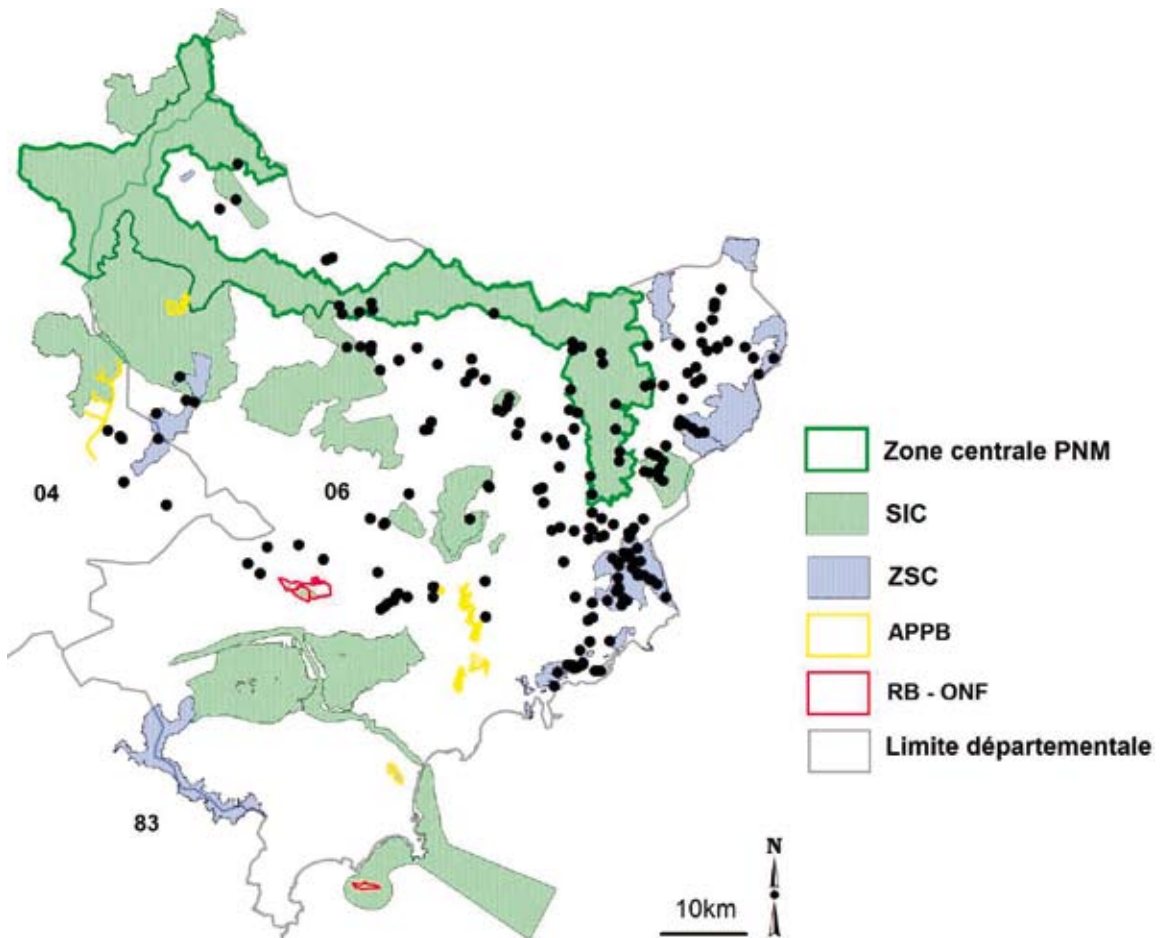 04
06
83
Zone centrale PNM
SIC
ZSC
APPB
RB - ONF
Limite départementale
N
10km